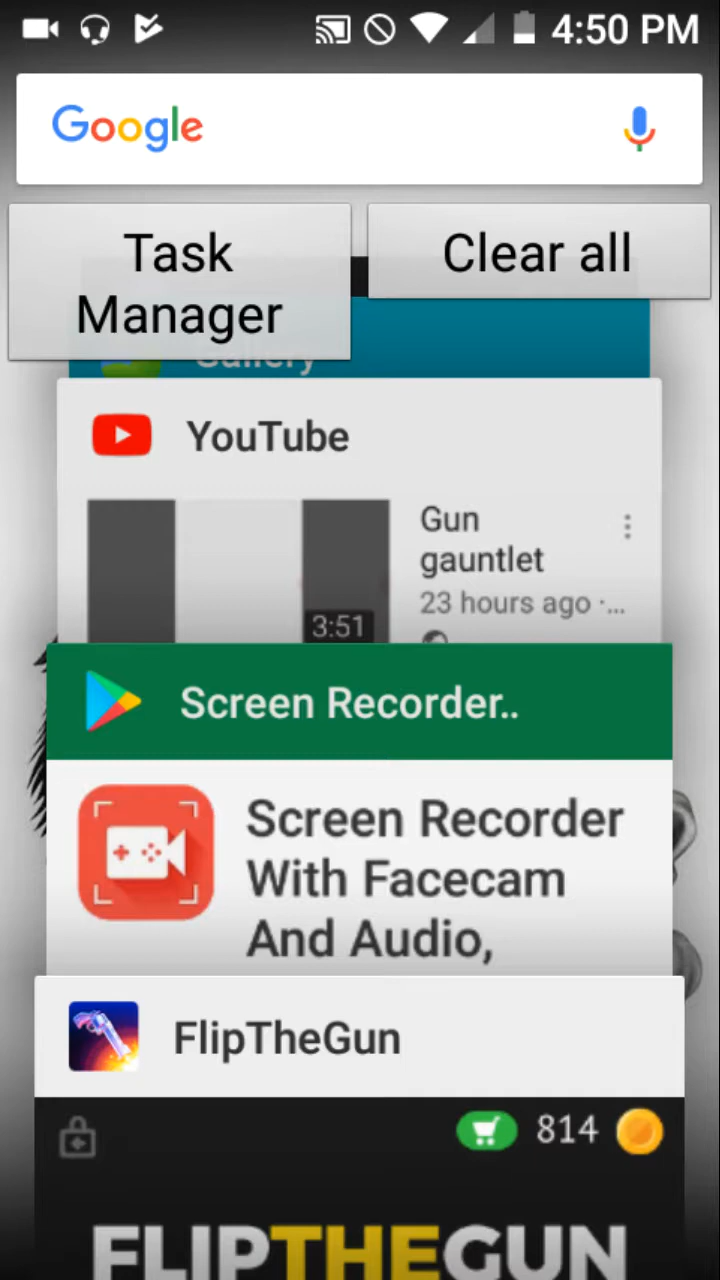 4:50 PM
Google
Task
Manager
Clear all
Gallery
YouTube
Gun
gauntlet
23 hours ago ·...
3:51
Screen Recorder..
Screen Recorder
With Facecam
And Audio,
FlipTheGun
814
FLIPTHEGUN